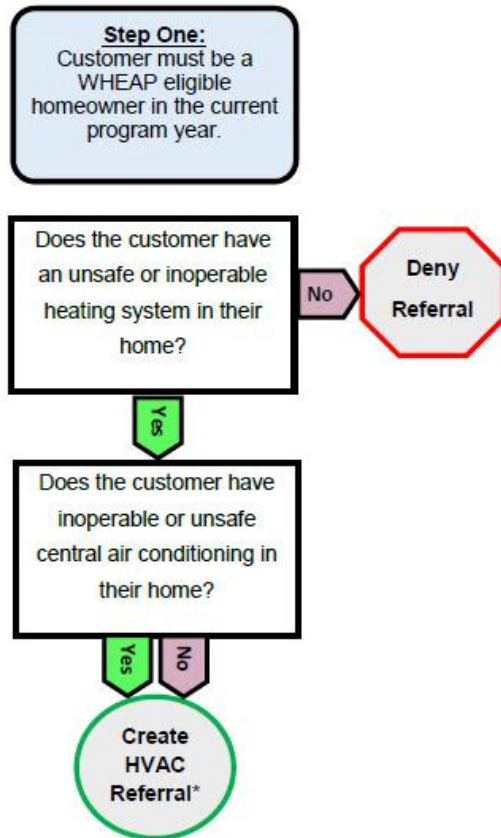 Step One:
Customer must be a
WHEAP eligible
homeowner in the current
program year.
Does the customer have
an unsafe or inoperable
heating system in their
home?
No
Deny
Referral
Yes
Does the customer have
inoperable or unsafe
central air conditioning in
their home?
Yes
No
Create
HVAC
Referral*